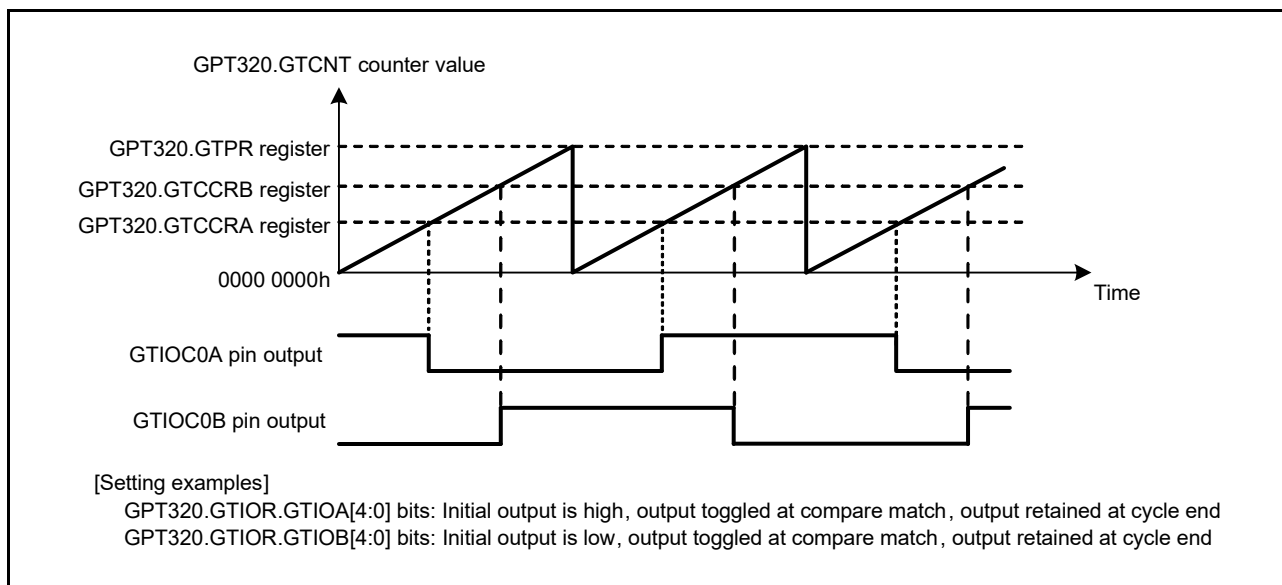 GPT320.GTCNT counter value
GPT320.GTPR register
GPT320.GTCCRB register
GPT320.GTCCRA register
0000 0000h
Time
GTIOC0A pin output
GTIOC0B pin output
[Setting examples]
GPT320.GTIOR.GTIOA[4:0] bits: Initial output is high, output toggled at compare match, output retained at cycle end
GPT320.GTIOR.GTIOB[4:0] bits: Initial output is low, output toggled at compare match, output retained at cycle end